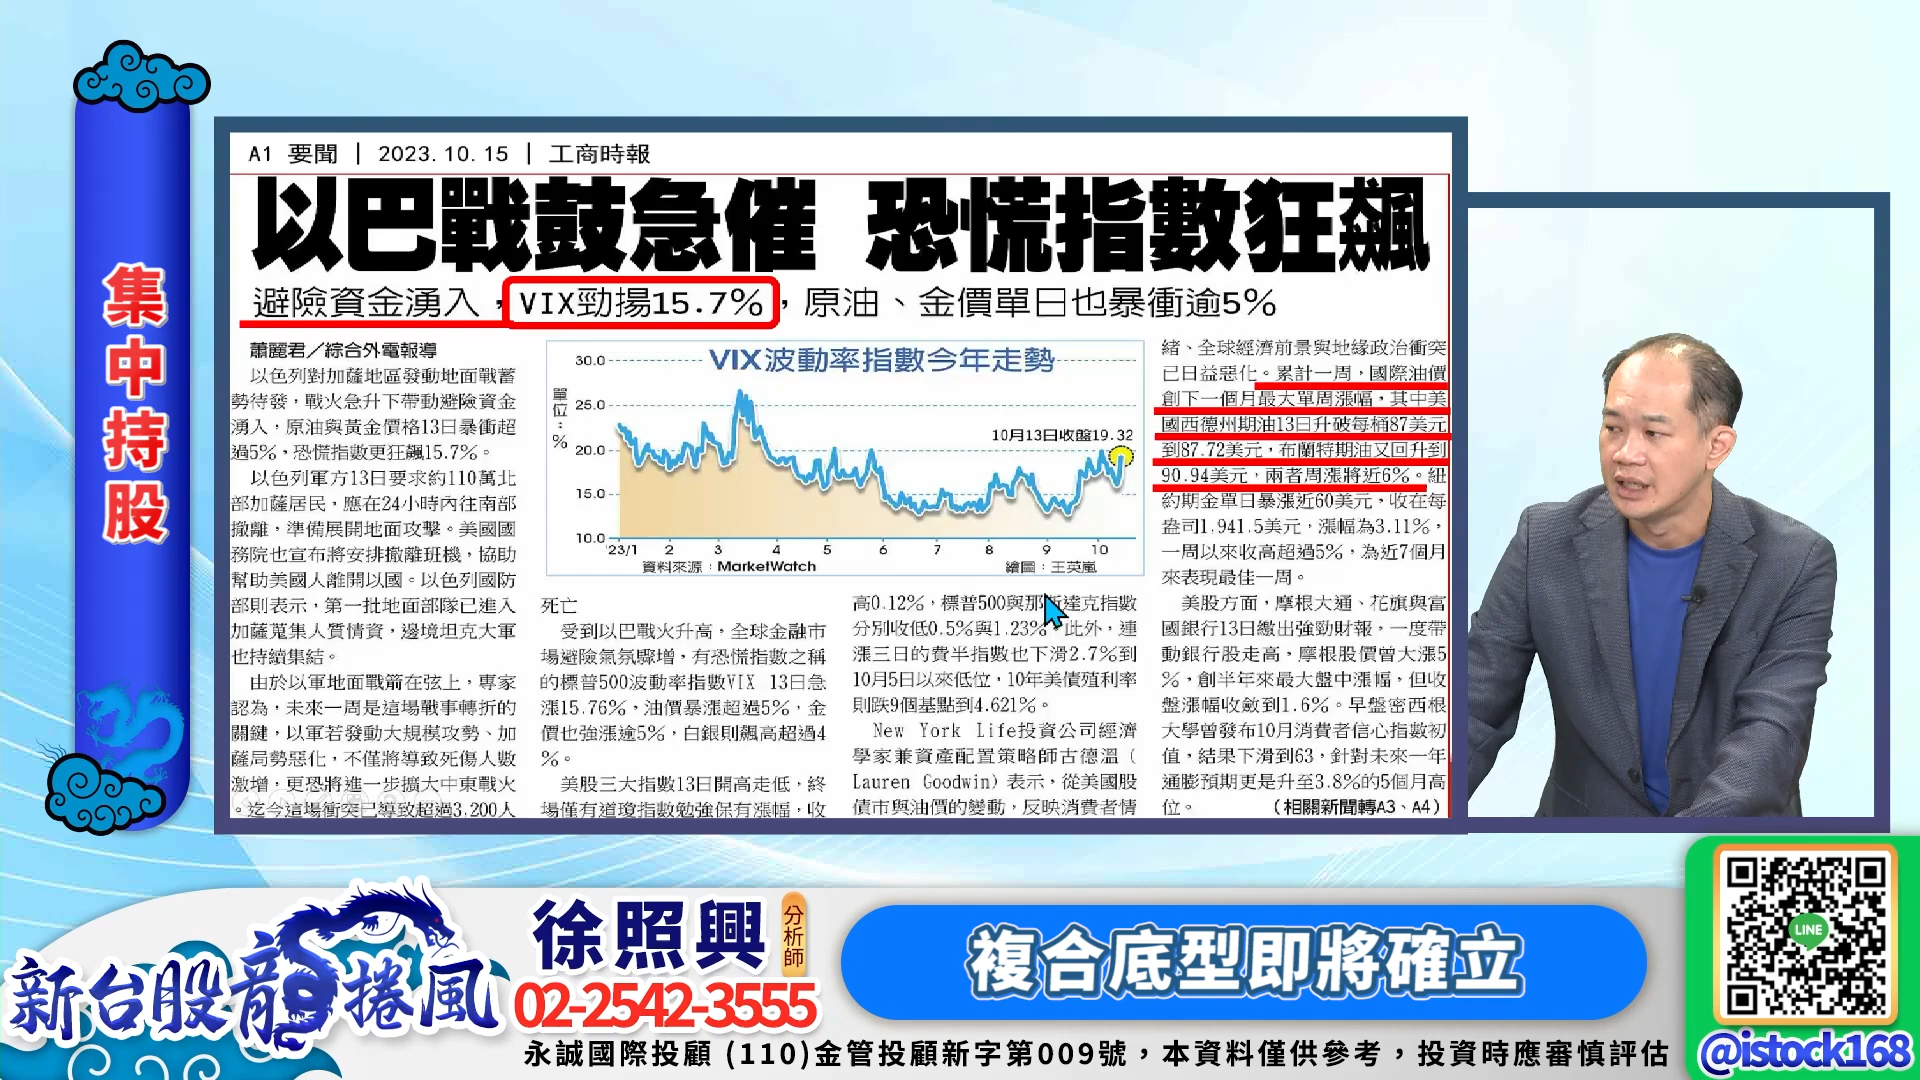 集中持股
A1 要聞 | 2023.10.15 | 工商時報
以巴戰鼓急催 恐慌指數狂飆
避險資金湧入，VIX勁揚15.7%，原油、金價單日也暴衝逾5%
蕭麗君／綜合外電報導
以色列對加薩地區發動地面戰蓄
勢待發，戰火急升下帶動避險資金
湧入，原油與黃金價格13日暴衝超
過5%，恐慌指數更狂飆15.7%。
以色列軍方13日要求約110萬北
部加薩居民，應在24小時內往南部
撤離，準備展開地面攻擊。美國國
務院也宣布將安排撤離班機，協助
幫助美國人離開以國。以色列國防
部則表示，第一批地面部隊已進入
加薩蒐集人質情資，邊境坦克大軍
也持續集結。
由於以軍地面戰箭在弦上，專家
認為，未來一周是這場戰事轉折的
關鍵，以軍若發動大規模攻勢、加
薩局勢惡化，不僅將導致死傷人數
激增，更恐將進一步擴大中東戰火
。迄今這場衝突已導致超過3,200人
VIX波動率指數今年走勢
單位：%
30.0
25.0
20.0
15.0
10.0
10月13日收盤19.32
'23/1 2 3 4 5 6 7 8 9 10
資料來源：MarketWatch
繪圖：王英嵐
死亡
受到以巴戰火升高，全球金融市
場避險氣氛驟增，有恐慌指數之稱
的標普500波動率指數VIX 13日急
漲15.76%，油價暴漲超過5%，金
價也強漲逾5%，白銀則飆高超過4
%。
美股三大指數13日開高走低，終
場僅有道瓊指數勉強保有漲幅，收
高0.12%，標普500與那斯達克指數
分別收低0.5%與1.23%。此外，連
漲三日的費半指數也下滑2.7%到
10月5日以來低位，10年美債殖利率
則跌9個基點到4.621%。
New York Life投資公司經濟
學家兼資產配置策略師古德溫（
Lauren Goodwin）表示，從美國股
債市與油價的變動，反映消費者情
緒、全球經濟前景與地緣政治衝突
已日益惡化。累計一周，國際油價
創下一個月最大單周漲幅，其中美
國西德州期油13日升破每桶87美元
到87.72美元，布蘭特期油又回升到
90.94美元，兩者周漲將近6%。紐
約期金單日暴漲近60美元，收在每
盎司1,941.5美元，漲幅為3.11%，
一周以來收高超過5%，為近7個月
來表現最佳一周。
美股方面，摩根大通、花旗與富
國銀行13日繳出強勁財報，一度帶
動銀行股走高，摩根股價曾大漲5
%，創半年來最大盤中漲幅，但收
盤漲幅收斂到1.6%。早盤密西根
大學曾發布10月消費者信心指數初
值，結果下滑到63，針對未來一年
通膨預期更是升至3.8%的5個月高
位。 （相關新聞轉A3、A4）
新台股龍捲風
徐照興
分析師
02-2542-3555
複合底型即將確立
LINE
@istock168
永誠國際投顧 (110)金管投顧新字第009號，本資料僅供參考，投資時應審慎評估